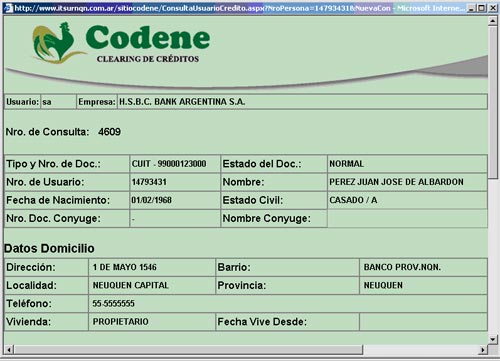 http://www.itsurnqn.com.ar/sitiocodene/ConsultaUsuarioCredito.aspx?NroPersona=14793431&NuevaCon - Microsoft Interne...
Codene
CLEARING DE CRÉDITOS
Usuario: sa Empresa: H.S.B.C. BANK ARGENTINA S.A.
Nro. de Consulta: 4609
Tipo y Nro. de Doc.: CUIT - 99000123000 Estado del Doc.: NORMAL
Nro. de Usuario: 14793431 Nombre: PEREZ JUAN JOSE DE ALBARDON
Fecha de Nacimiento: 01/02/1968 Estado Civil: CASADO / A
Nro. Doc. Conyuge: - Nombre Conyuge:
Datos Domicilio
Dirección: 1 DE MAYO 1546 Barrio: BANCO PROV.NQN.
Localidad: NEUQUEN CAPITAL Provincia: NEUQUEN
Teléfono: 55-5555555
Vivienda: PROPIETARIO Fecha Vive Desde: